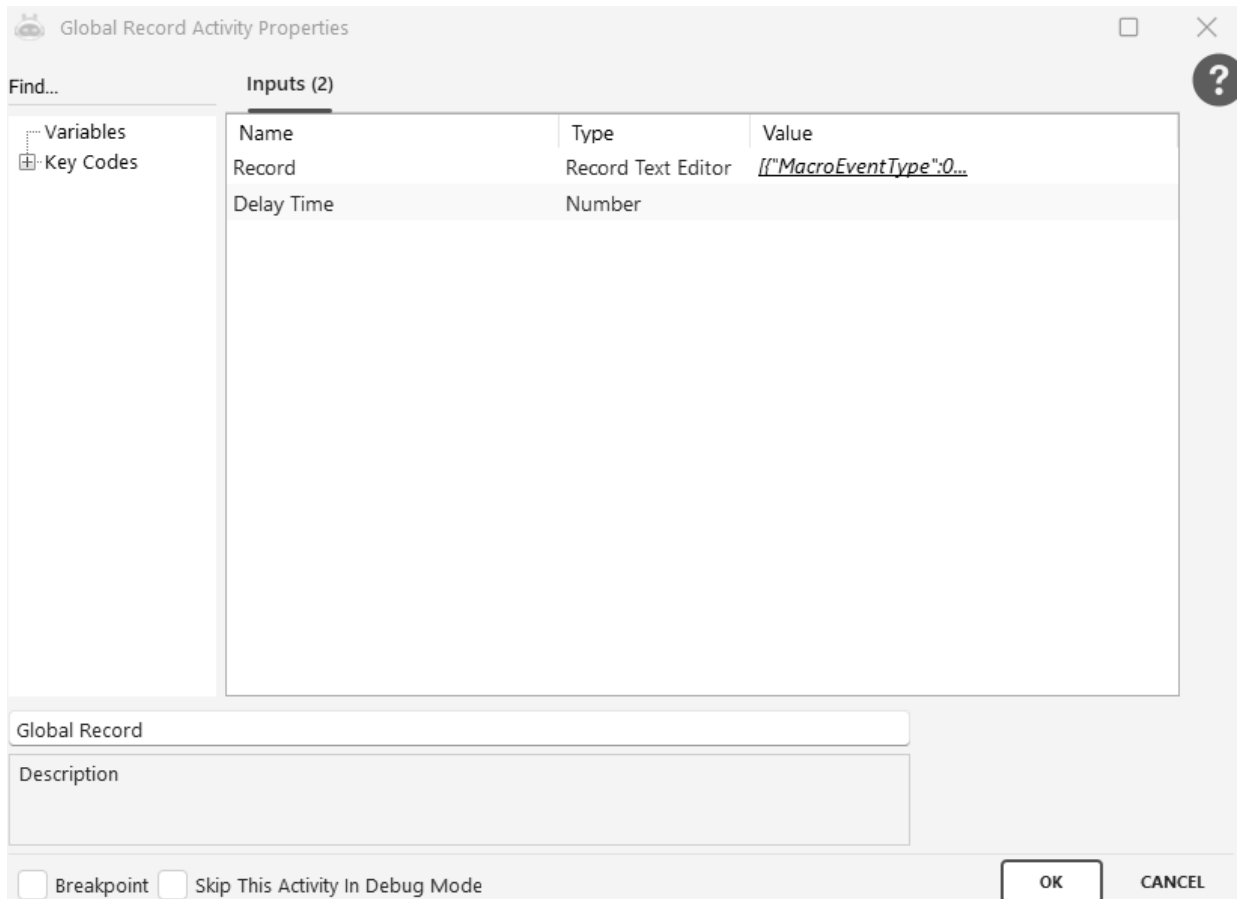 Global Record Activity Properties
?
Find...
Inputs (2)
Variables
Key Codes
Name Type Value
Record Record Text Editor [{"MacroEventType":0...
Delay Time Number
Global Record
Description
Breakpoint Skip This Activity In Debug Mode OK CANCEL